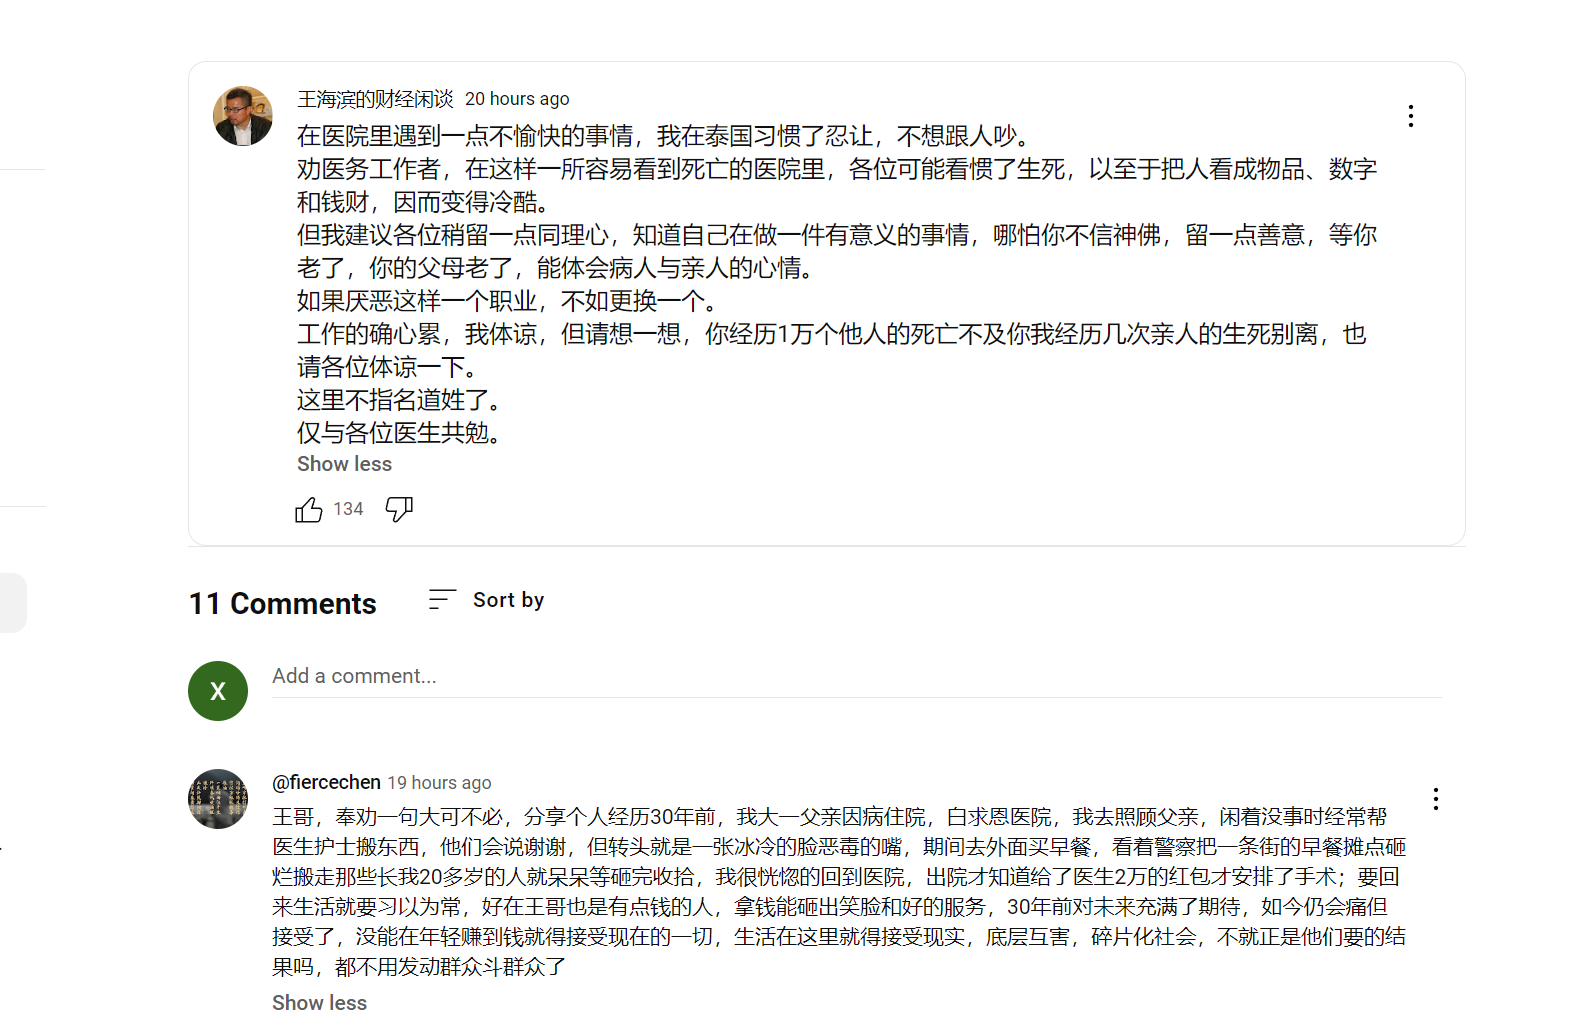 王海滨的财经闲谈 20 hours ago
在医院里遇到一点不愉快的事情，我在泰国习惯了忍让，不想跟人吵。
劝医务工作者，在这样一所容易看到死亡的医院里，各位可能看惯了生死，以至于把人看成物品、数字
和钱财，因而变得冷酷。
但我建议各位稍留一点同理心，知道自己在做一件有意义的事情，哪怕你不信神佛，留一点善意，等你
老了，你的父母老了，能体会病人与亲人的心情。
如果厌恶这样一个职业，不如更换一个。
工作的确心累，我体谅，但请想一想，你经历1万个他人的死亡不及你我经历几次亲人的生死别离，也
请各位体谅一下。
这里不指名道姓了。
仅与各位医生共勉。
Show less
134
11 Comments Sort by
X Add a comment...
@fiercechen 19 hours ago
王哥，奉劝一句大可不必，分享个人经历30年前，我大一父亲因病住院，白求恩医院，我去照顾父亲，闲着没事时经常帮
医生护士搬东西，他们会说谢谢，但转头就是一张冰冷的脸恶毒的嘴，期间去外面买早餐，看着警察把一条街的早餐摊点砸
烂搬走那些长我20多岁的人就呆呆等砸完收拾，我很恍惚的回到医院，出院才知道给了医生2万的红包才安排了手术；要回
来生活就要习以为常，好在王哥也是有点钱的人，拿钱能砸出笑脸和好的服务，30年前对未来充满了期待，如今仍会痛但
接受了，没能在年轻赚到钱就得接受现在的一切，生活在这里就得接受现实，底层互害，碎片化社会，不就正是他们要的结
果吗，都不用发动群众斗群众了
Show less